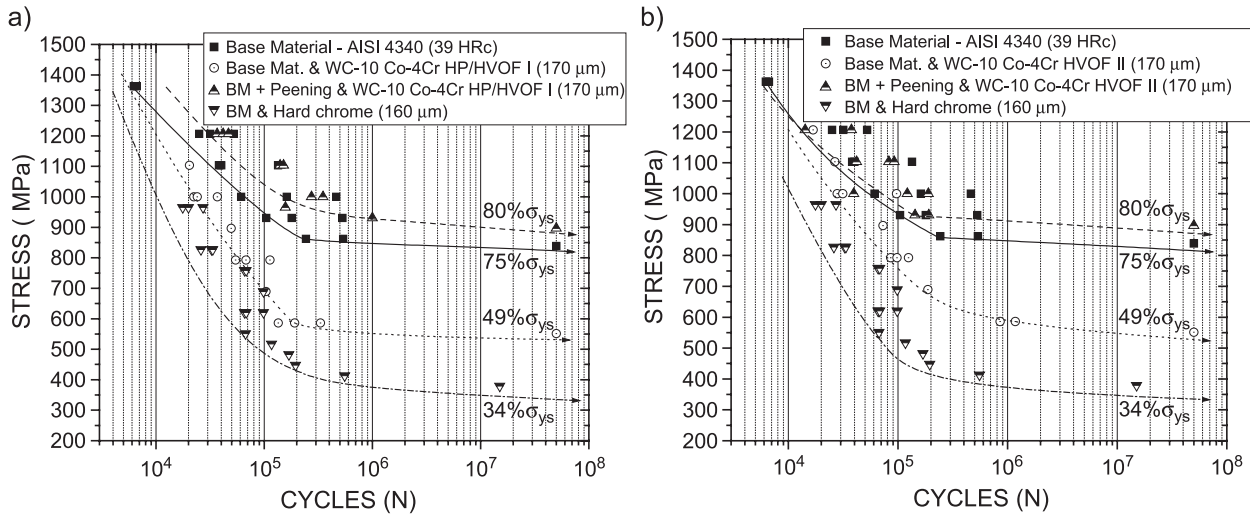 a)
■ Base Material - AISI 4340 (39 HRc)
⊙ Base Mat. & WC-10 Co-4Cr HP/HVOF I (170 μm)
▲ BM + Peening & WC-10 Co-4Cr HP/HVOF I (170 μm)
▼ BM & Hard chrome (160 μm)
STRESS ( MPa)
1500
1400
1300
1200
1100
1000
900
800
700
600
500
400
300
200
80%σys
75%σys
49%σys
34%σys
10⁴ 10⁵ 10⁶ 10⁷ 10⁸
CYCLES (N)
b)
■ Base Material - AISI 4340 (39 HRc)
⊙ Base Mat. & WC-10 Co-4Cr HVOF II (170 μm)
▲ BM + Peening & WC-10 Co-4Cr HVOF II (170 μm)
▼ BM & Hard chrome (160 μm)
STRESS ( MPa)
1500
1400
1300
1200
1100
1000
900
800
700
600
500
400
300
200
80%σys
75%σys
49%σys
34%σys
10⁴ 10⁵ 10⁶ 10⁷ 10⁸
CYCLES (N)